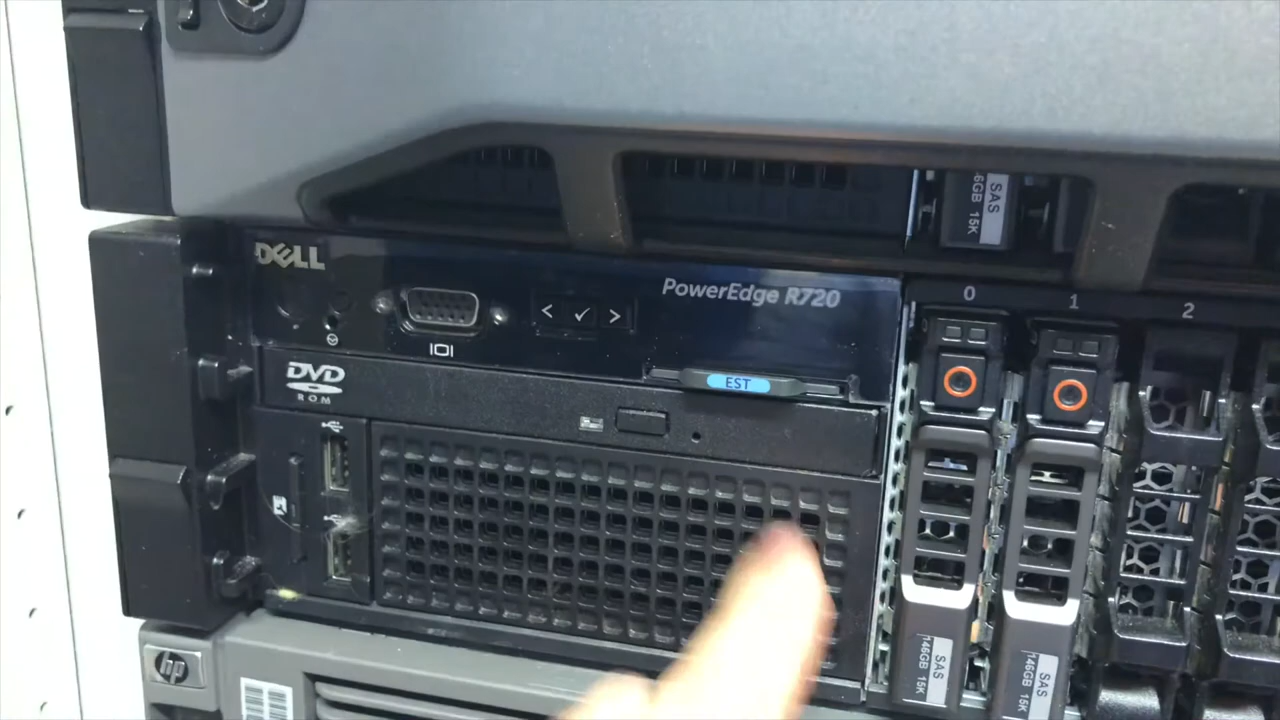 6GB 15K
SAS
DELL
PowerEdge R720
< ✓ >
EST
0
1
2
DVD
ROM
146GB 15K
SAS
146GB 15K
SAS
hp